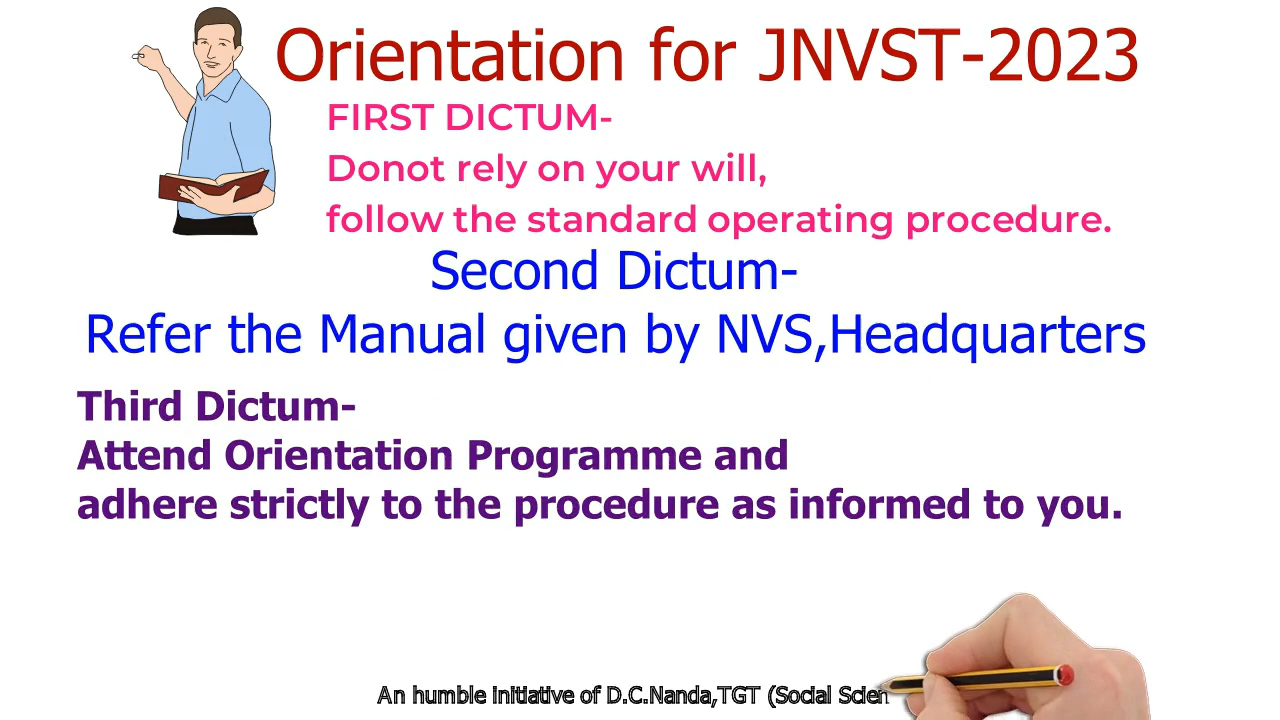 Orientation for JNVST-2023
FIRST DICTUM-
Donot rely on your will,
follow the standard operating procedure.
Second Dictum-
Refer the Manual given by NVS,Headquarters
Third Dictum-
Attend Orientation Programme and
adhere strictly to the procedure as informed to you.
An humble initiative of D.C.Nanda,TGT (Social Scien